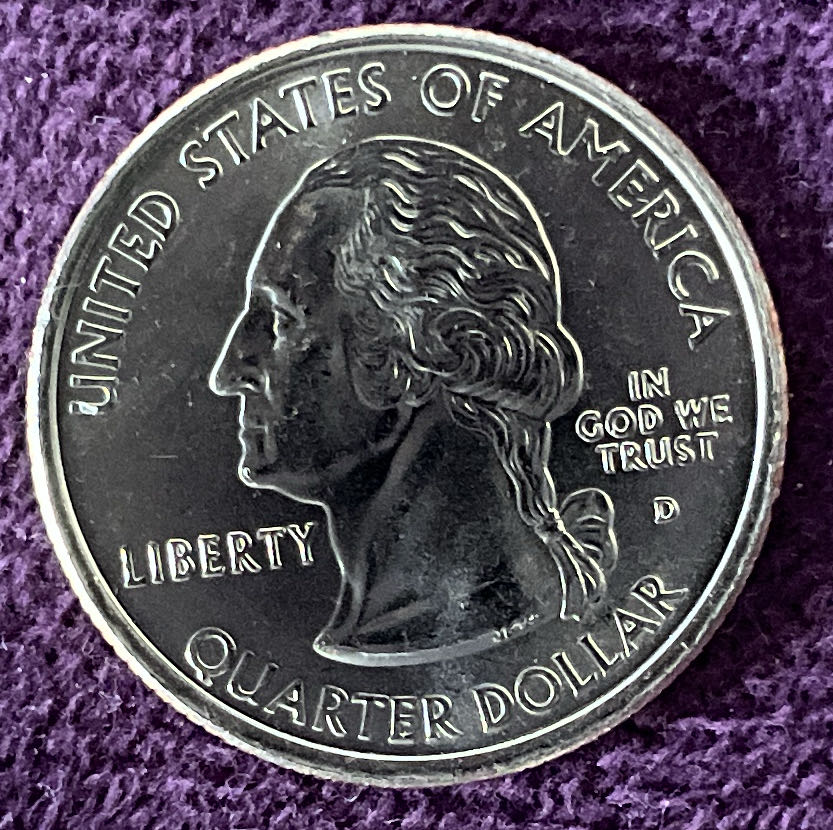 UNITED STATES OF AMERICA
IN
GOD WE
TRUST
D
LIBERTY
QUARTER DOLLAR